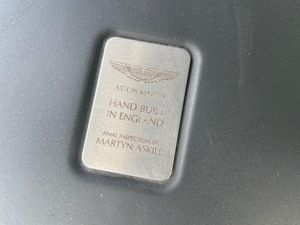 ASTON MARTIN
HAND BUILT
IN ENGLAND
FINAL INSPECTION BY
MARTYN ASKILL